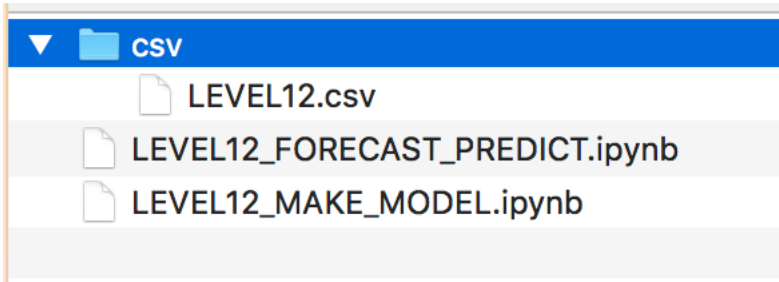 csv
LEVEL12.csv
LEVEL12_FORECAST_PREDICT.ipynb
LEVEL12_MAKE_MODEL.ipynb